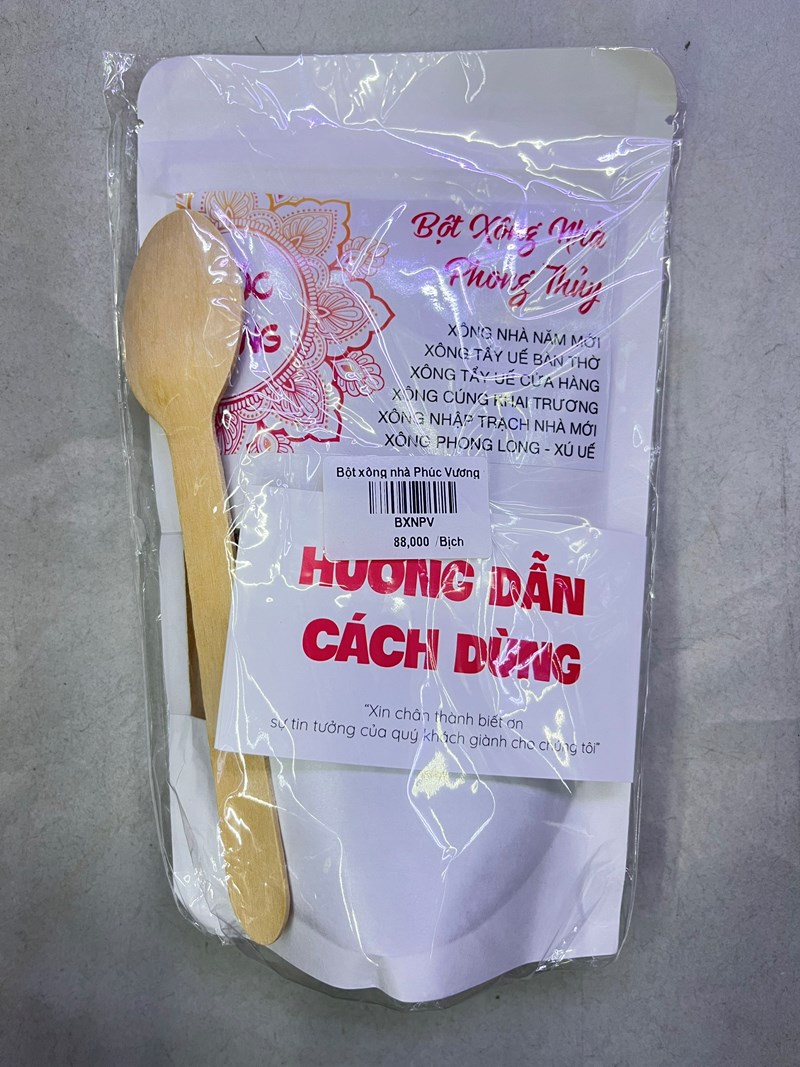 Bột Xông Nhà
Phong Thủy
XÔNG NHÀ NĂM MỚI
XÔNG TẨY UẾ BÀN THỜ
XÔNG TẨY UẾ CỬA HÀNG
XÔNG CÚNG KHAI TRƯƠNG
XÔNG NHẬP TRẠCH NHÀ MỚI
XÔNG PHONG LONG - XÚ UẾ
Bột xông nhà Phúc Vương
BXNPV
88,000 /Bịch
HƯỚNG DẪN
CÁCH DÙNG
"Xin chân thành biết ơn
sự tin tưởng của quý khách giành cho chúng tôi"